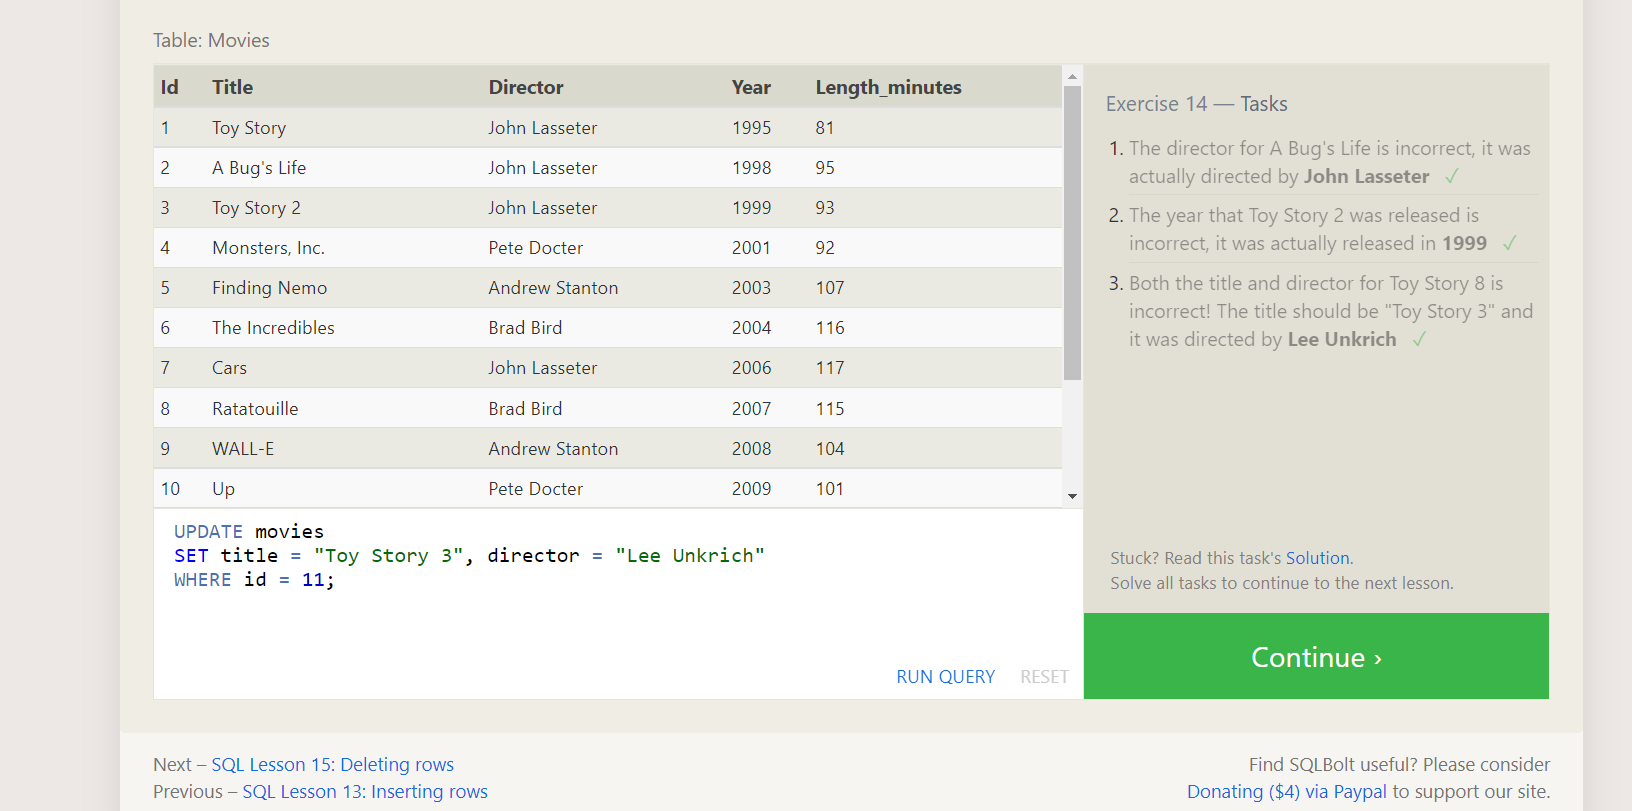 Table: Movies
Id Title Director Year Length_minutes
1 Toy Story John Lasseter 1995 81
2 A Bug's Life John Lasseter 1998 95
3 Toy Story 2 John Lasseter 1999 93
4 Monsters, Inc. Pete Docter 2001 92
5 Finding Nemo Andrew Stanton 2003 107
6 The Incredibles Brad Bird 2004 116
7 Cars John Lasseter 2006 117
8 Ratatouille Brad Bird 2007 115
9 WALL-E Andrew Stanton 2008 104
10 Up Pete Docter 2009 101
UPDATE movies
SET title = "Toy Story 3", director = "Lee Unkrich"
WHERE id = 11;
RUN QUERY RESET
Exercise 14 — Tasks
1. The director for A Bug's Life is incorrect, it was
actually directed by John Lasseter ✓
2. The year that Toy Story 2 was released is
incorrect, it was actually released in 1999 ✓
3. Both the title and director for Toy Story 8 is
incorrect! The title should be "Toy Story 3" and
it was directed by Lee Unkrich ✓
Stuck? Read this task's Solution.
Solve all tasks to continue to the next lesson.
Continue ›
Next – SQL Lesson 15: Deleting rows
Previous – SQL Lesson 13: Inserting rows
Find SQLBolt useful? Please consider
Donating ($4) via Paypal to support our site.